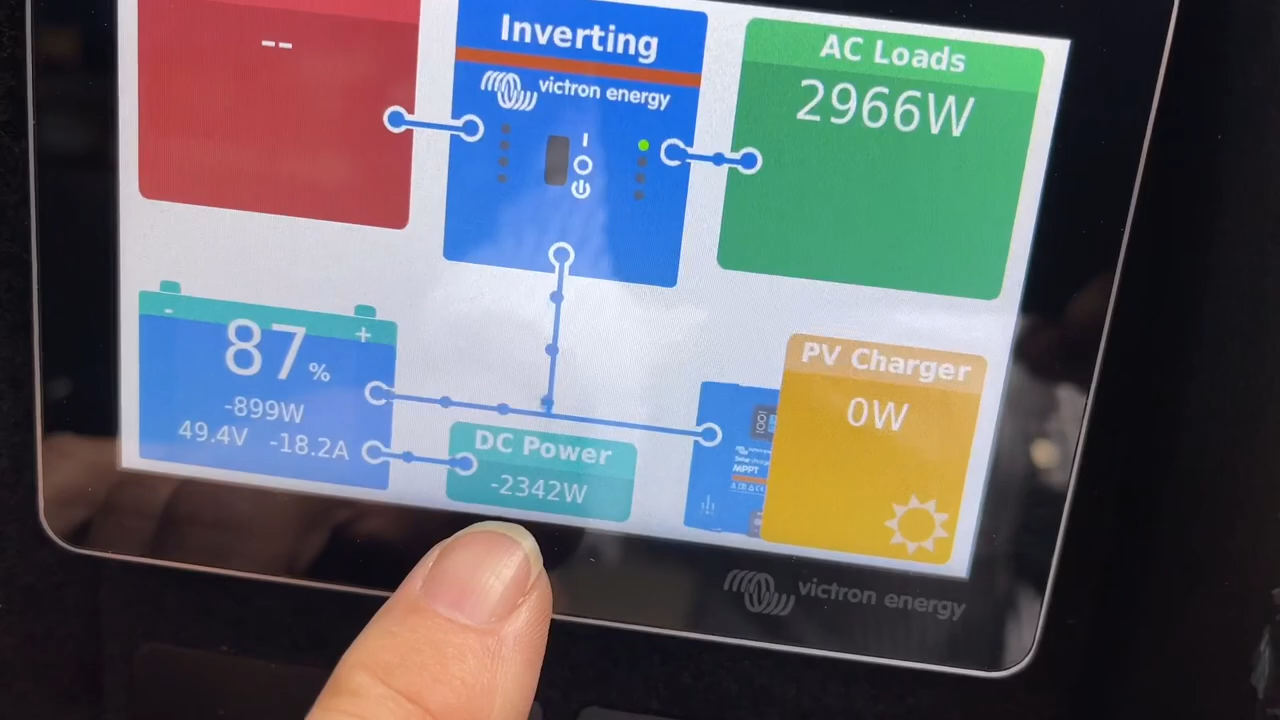 --
Inverting
victron energy
AC Loads
2966W
- +
87%
-899W
49.4V -18.2A
DC Power
-2342W
MPPT
PV Charger
0W
victron energy